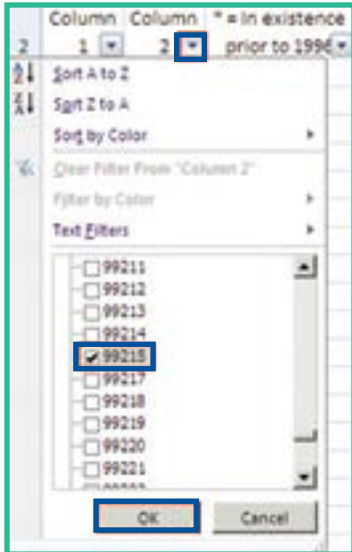 Column Column * = In existence
2 1 2 prior to 1996
Sort A to Z
Sort Z to A
Sort by Color
Clear Filter From "Column 2"
Filter by Color
Text Filters
99211
99212
99213
99214
99215
99217
99218
99219
99220
99221
OK Cancel